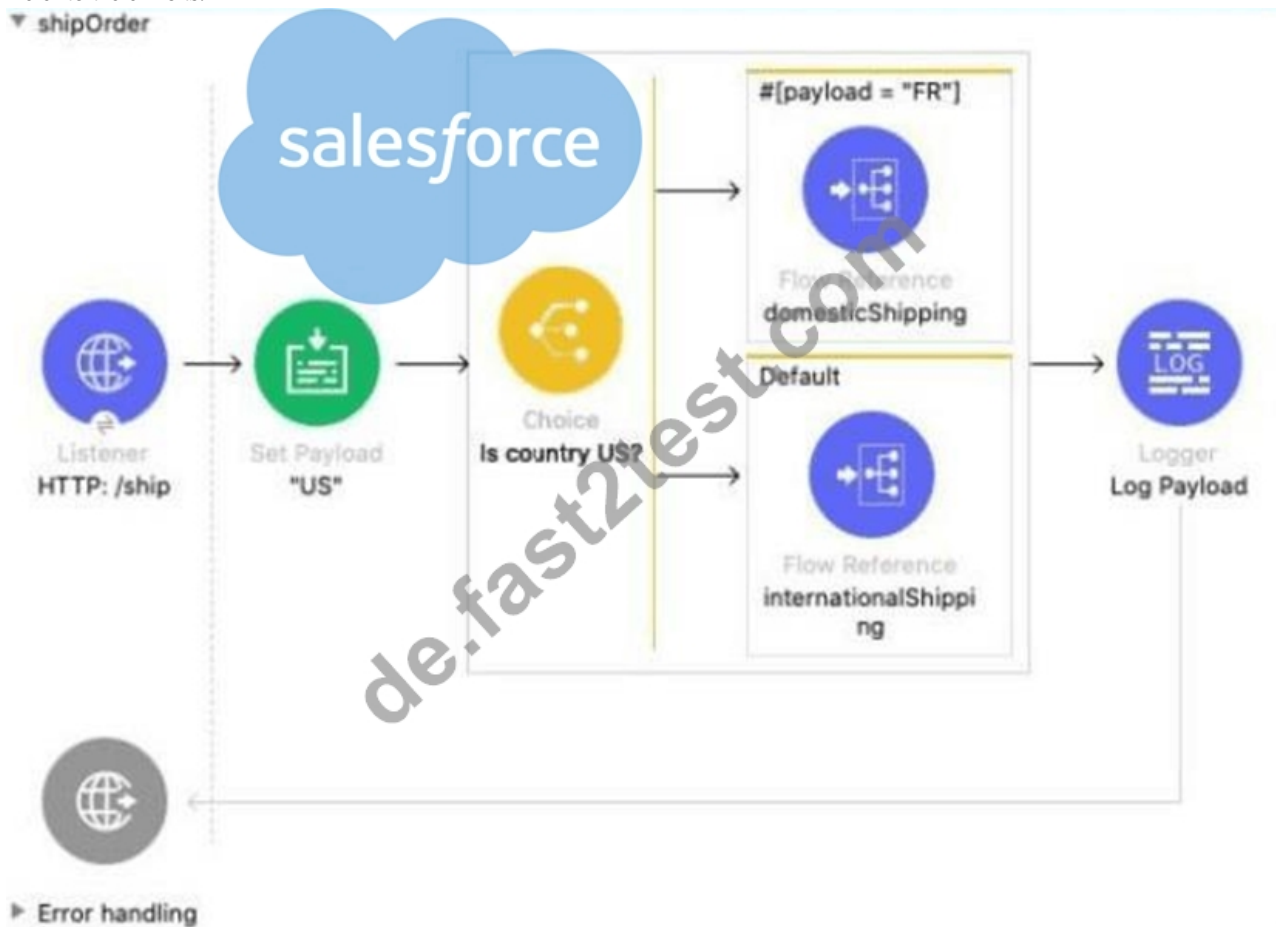 shipOrder
salesforce
#[payload = "FR"]
Flow Reference
domesticShipping
Default
Choice
Is country US?
Listener
HTTP: /ship
Set Payload
"US"
LOG
Logger
Log Payload
Flow Reference
internationalShippi
ng
de.fast2test.com
Error handling